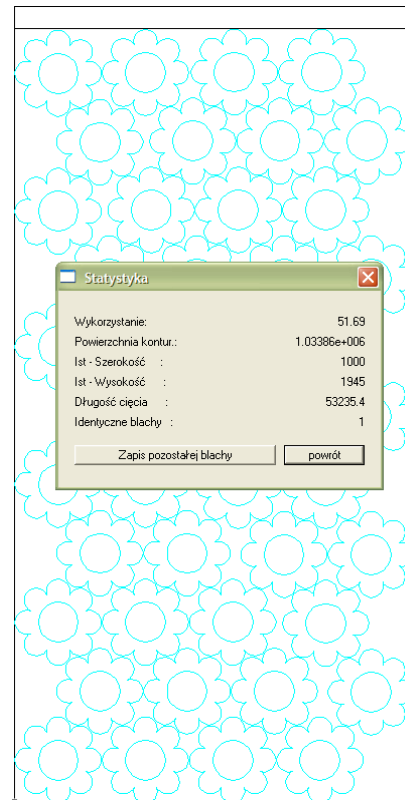 Statystyka
Wykorzystanie: 51.69
Powierzchnia kontur.: 1.03386e+006
Ist - Szerokość : 1000
Ist - Wysokość : 1945
Długość cięcia : 53235.4
Identyczne blachy : 1
Zapis pozostałej blachy powrót